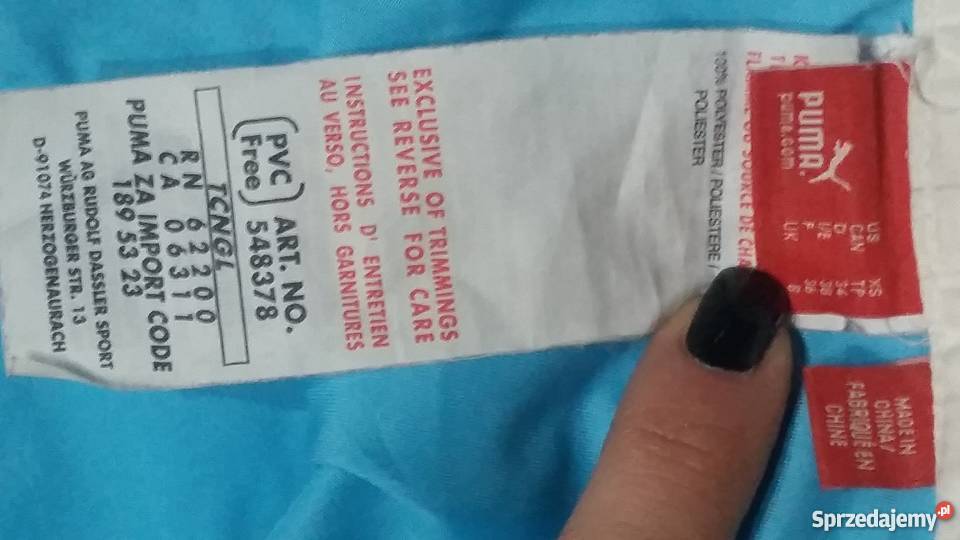 PUMA
puma.com
US XS
CAN TP
D 34
UE 38
F 36
UK 8
MADE IN
CHINA/
FABRIQUÉ EN
CHINE
100% POLYESTER / POLIESTERE /
POLIESTER
EXCLUSIVE OF TRIMMINGS
SEE REVERSE FOR CARE
INSTRUCTIONS D' ENTRETIEN
AU VERSO, HORS GARNITURES
PVC Free
ART. NO.
548378
TCNGL
RN 62200
CA 06311
PUMA ZA IMPORT CODE
189 53 23
PUMA AG RUDOLF DASSLER SPORT
WÜRZBURGER STR. 13
D-91074 HERZOGENAURACH
Sprzedajemy.pl